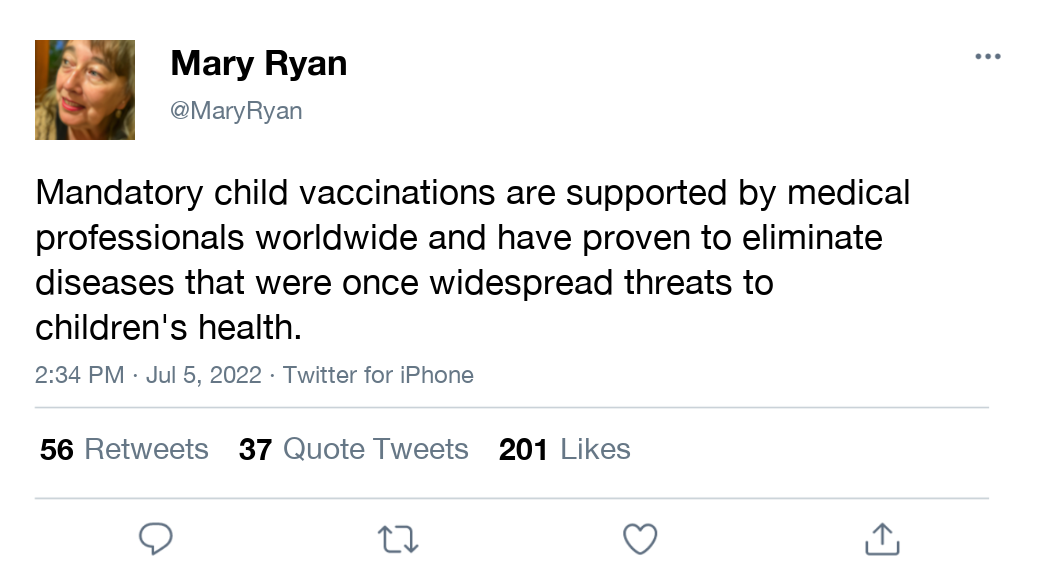 Mary Ryan
@MaryRyan
Mandatory child vaccinations are supported by medical
professionals worldwide and have proven to eliminate
diseases that were once widespread threats to
children's health.
2:34 PM · Jul 5, 2022 · Twitter for iPhone
56 Retweets 37 Quote Tweets 201 Likes